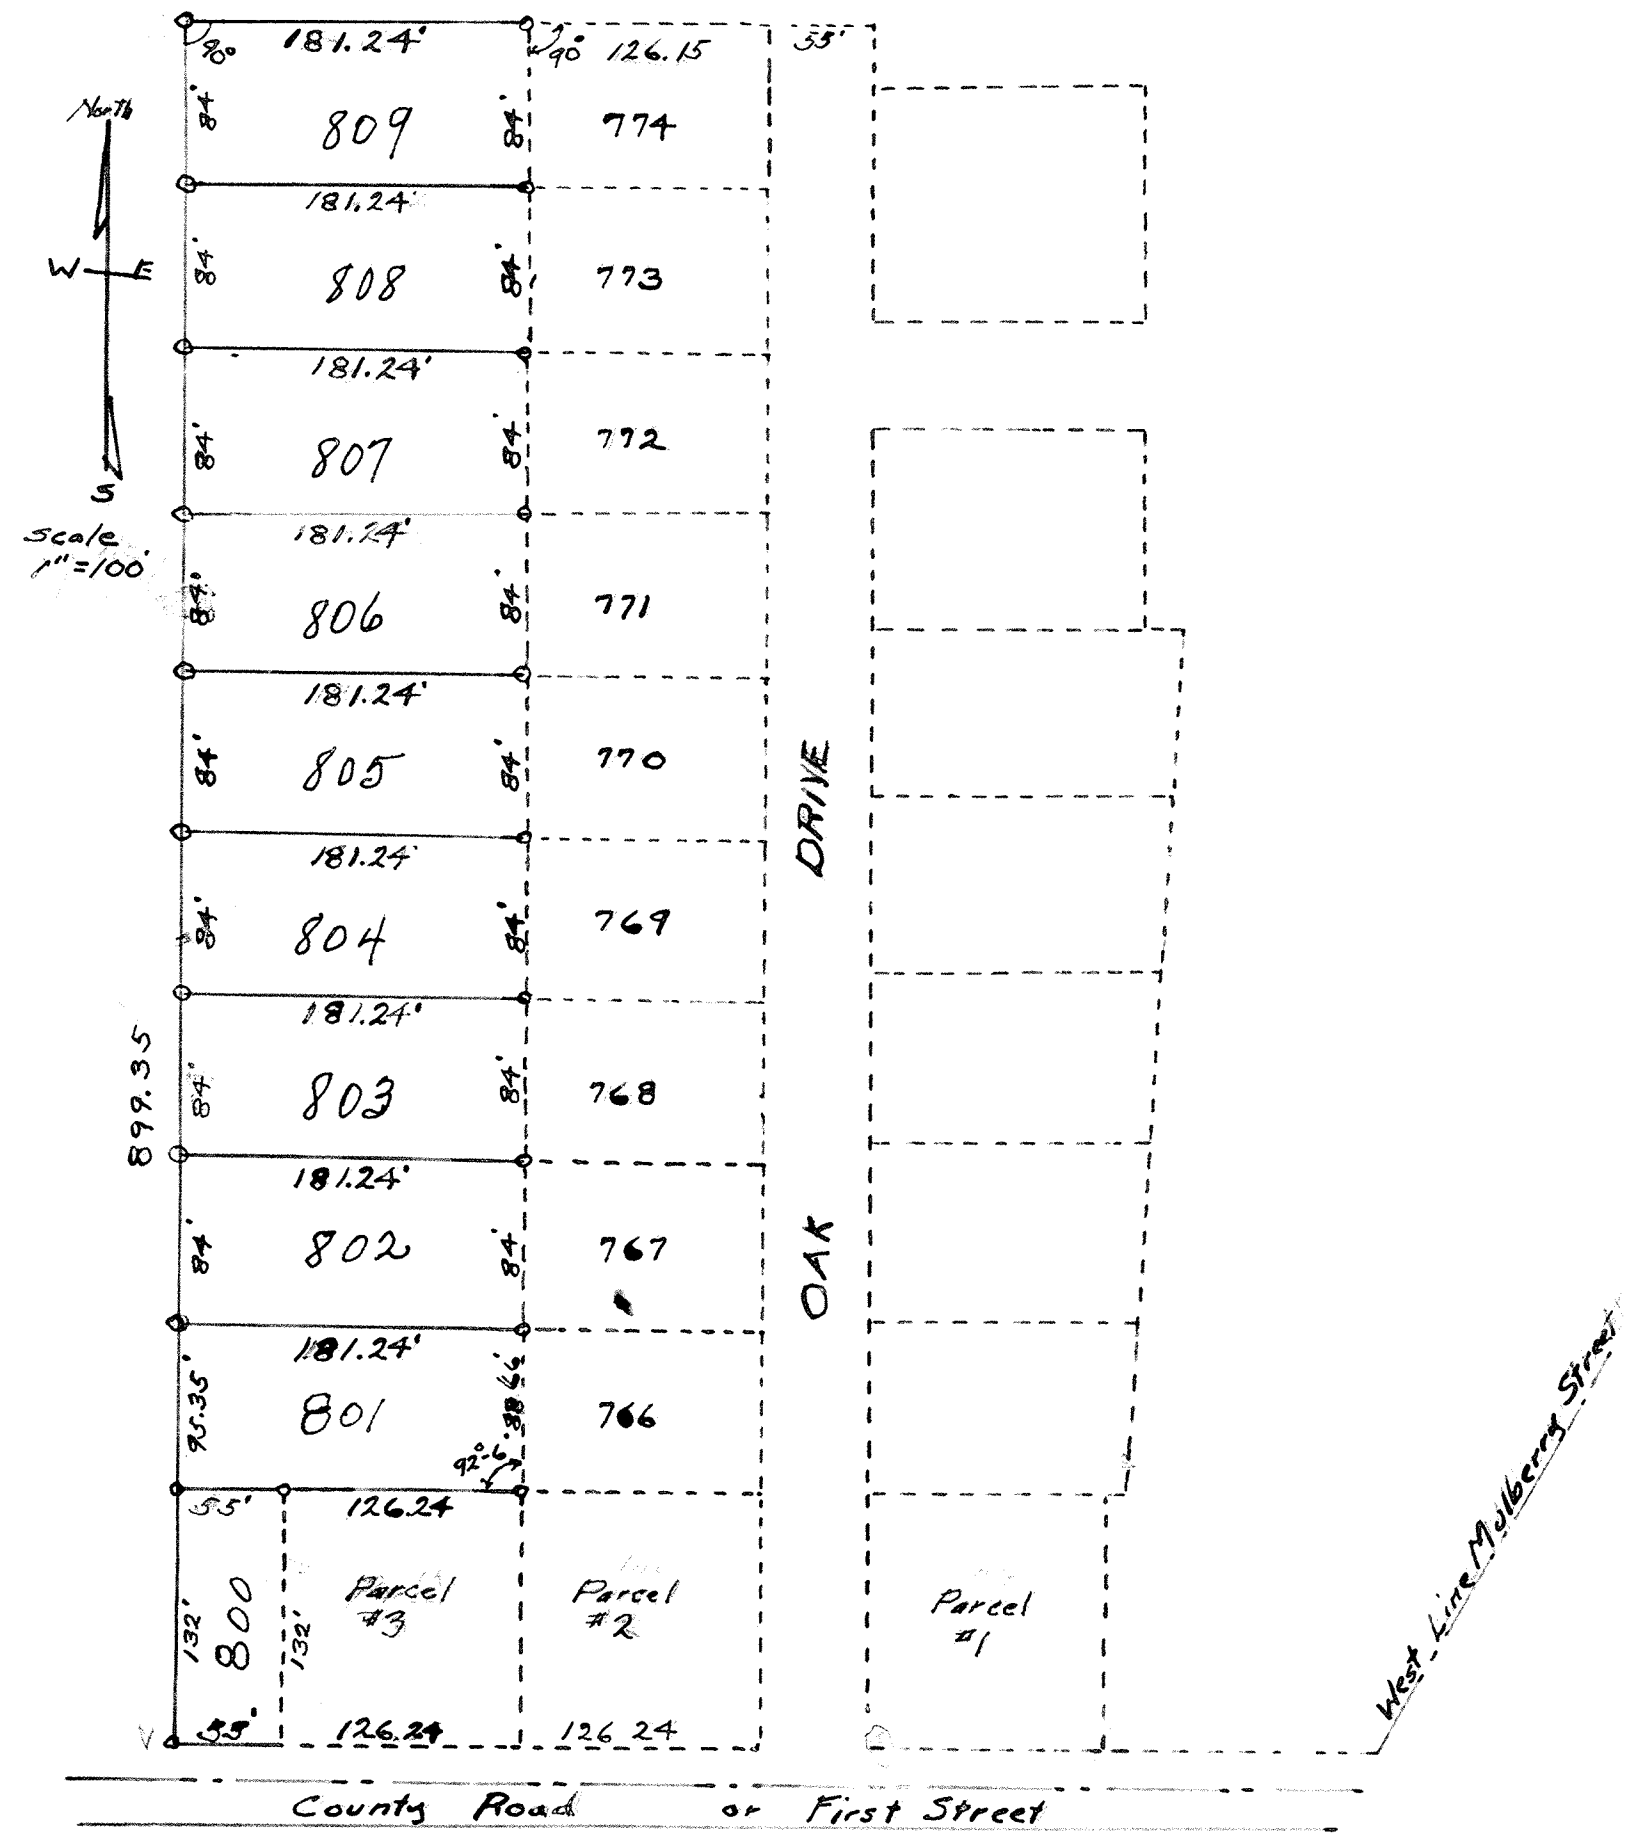 90° 181.24' 90° 126.15 55'
North
84' 809 84' 774
181.24'
W E
84' 808 84' 773
181.24'
84' 807 84' 772
S
scale
1"=100'
181.24'
84' 806 84' 771
181.24'
84' 805 84' 770
DRIVE
181.24'
84' 804 84' 769
181.24'
899.35
84' 803 84' 768
181.24'
84' 802 84' 767
OAK
181.24'
95.35' 801 88.66' 766
92°-6'
55' 126.24
132' 800 132'
Parcel
#3
Parcel
#2
Parcel
#1
West Line Mulberry Street
55' 126.24 126.24
County Road or First Street